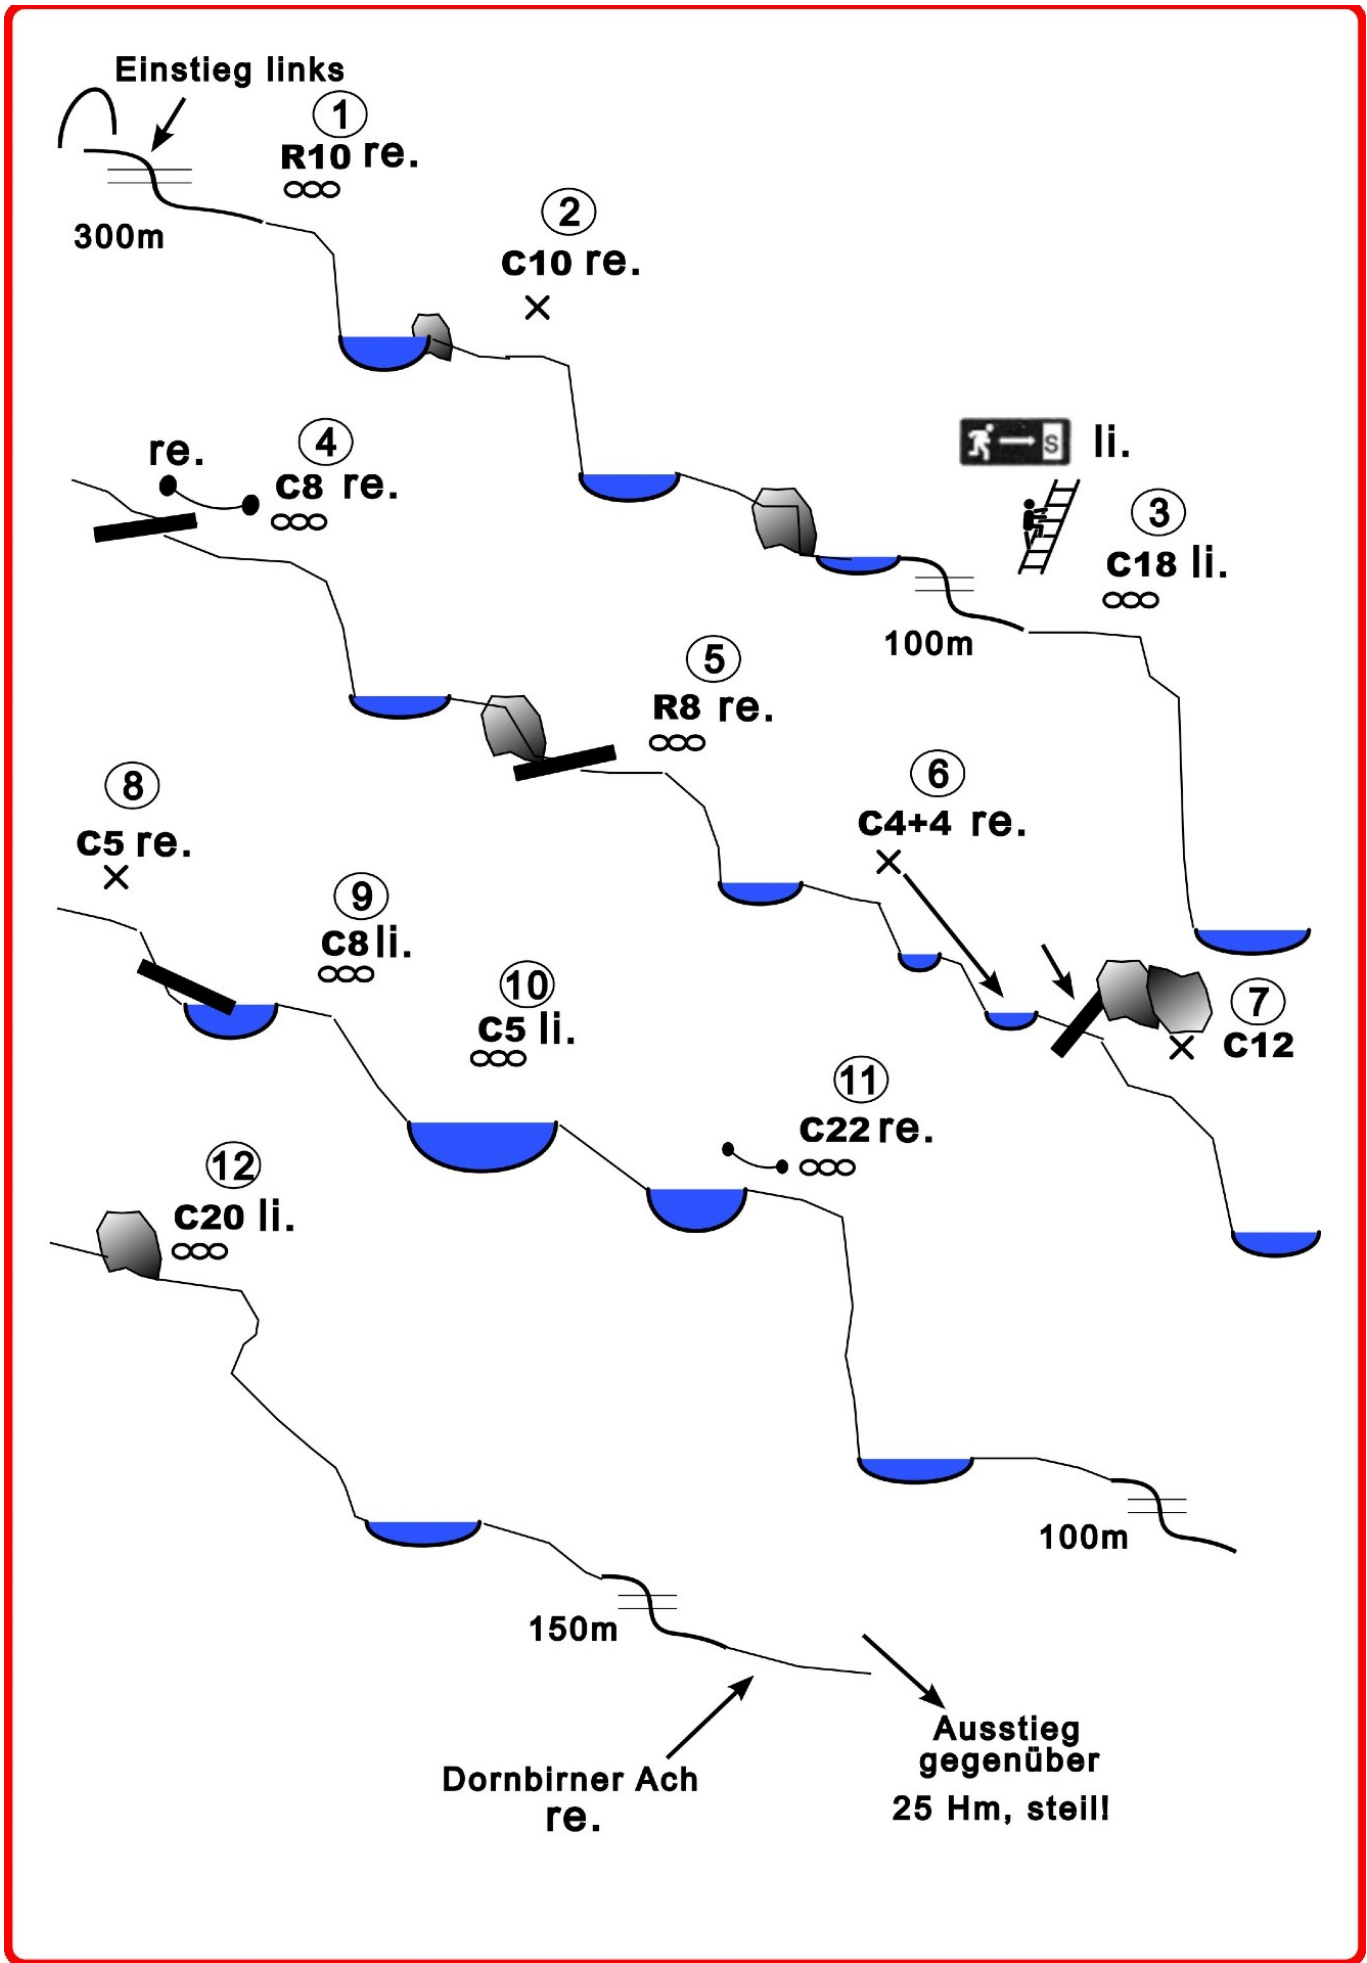 Einstieg links
1
R10 re.
300m
2
C10 re.
S
li.
3
C18 li.
100m
re.
4
C8 re.
5
R8 re.
6
C4+4 re.
7
C12
8
C5 re.
9
C8 li.
10
C5 li.
11
C22 re.
100m
12
C20 li.
150m
Dornbirner Ach
re.
Ausstieg
gegenüber
25 Hm, steil!